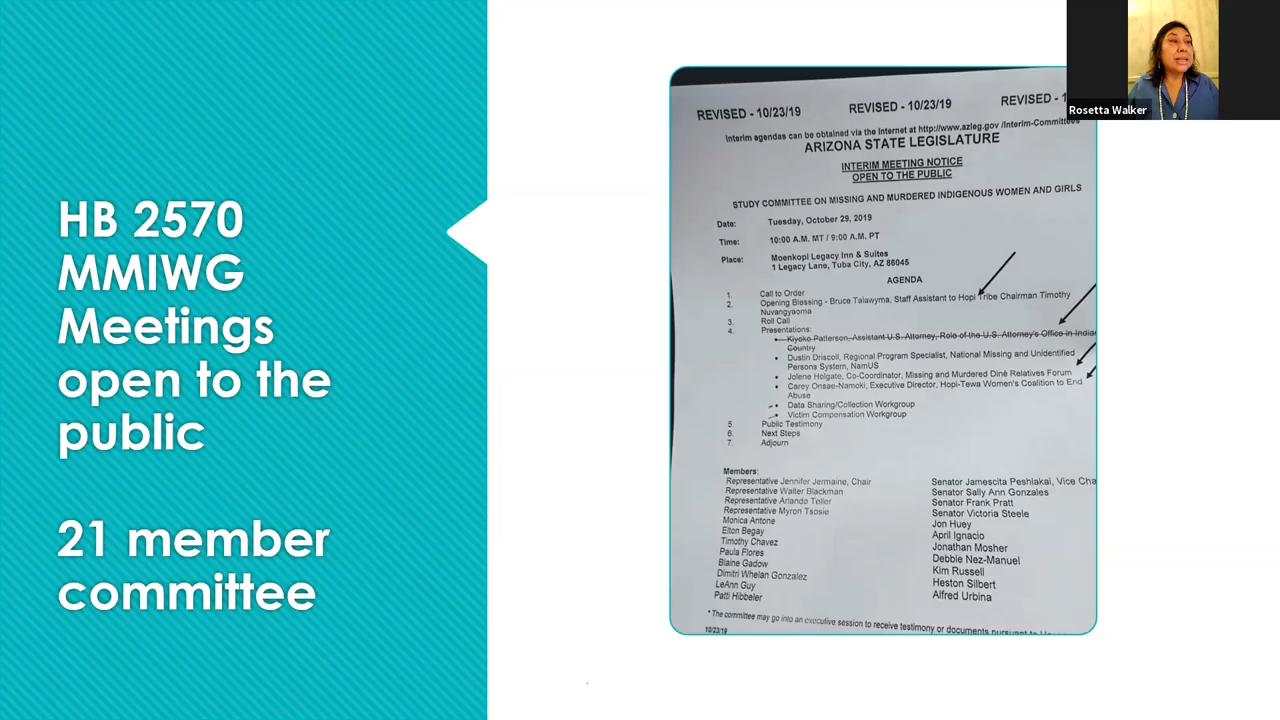 HB 2570
MMIWG
Meetings
open to the
public
21 member
committee
REVISED - 10/23/19 REVISED - 10/23/19 REVISED - 1
Interim agendas can be obtained via the Internet at http://www.azleg.gov /Interim-Committees
ARIZONA STATE LEGISLATURE
INTERIM MEETING NOTICE
OPEN TO THE PUBLIC
STUDY COMMITTEE ON MISSING AND MURDERED INDIGENOUS WOMEN AND GIRLS
Date: Tuesday, October 29, 2019
Time: 10:00 A.M. MT / 9:00 A.M. PT
Place: Moenkopi Legacy Inn & Suites
1 Legacy Lane, Tuba City, AZ 86045
AGENDA
1. Call to Order
2. Opening Blessing - Bruce Talawyma, Staff Assistant to Hopi Tribe Chairman Timothy
Nuvangyaoma
3. Roll Call
4. Presentations:
• Kiyoko Patterson, Assistant U.S. Attorney, Role of the U.S. Attorney's Office in India
Country
• Dustin Driscoll, Regional Program Specialist, National Missing and Unidentified
Persons System, NamUS
• Jolene Holgate, Co-Coordinator, Missing and Murdered Diné Relatives Forum
• Carey Onsae-Namoki, Executive Director, Hopi-Tewa Women's Coalition to End
Abuse
• Data Sharing/Collection Workgroup
• Victim Compensation Workgroup
5. Public Testimony
6. Next Steps
7. Adjourn
Members:
Representative Jennifer Jermaine, Chair
Representative Walter Blackman
Representative Arlando Teller
Representative Myron Tsosie
Monica Antone
Elton Begay
Timothy Chavez
Paula Flores
Blaine Gadow
Dimitri Whelan Gonzalez
LeAnn Guy
Patti Hibbeler
Senator Jamescita Peshlakai, Vice Cha
Senator Sally Ann Gonzales
Senator Frank Pratt
Senator Victoria Steele
Jon Huey
April Ignacio
Jonathan Mosher
Debbie Nez-Manuel
Kim Russell
Heston Silbert
Alfred Urbina
* The committee may go into an executive session to receive testimony or documents pursuant to
10/23/19
Rosetta Walker